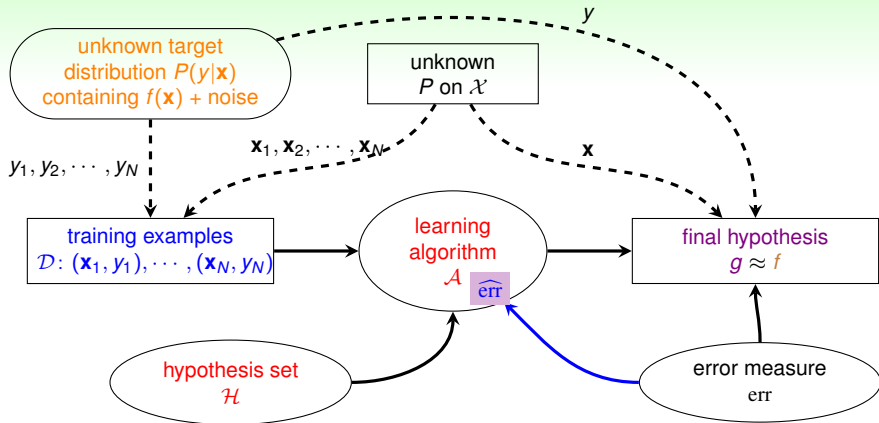 y
unknown target
distribution P(y|x)
containing f(x) + noise
unknown
P on 𝒳
y₁, y₂, ⋯ , y_N
x₁, x₂, ⋯ , x_N
x
training examples
𝒟: (x₁, y₁), ⋯ , (x_N, y_N)
learning
algorithm
𝒜
êrr
final hypothesis
g ≈ f
hypothesis set
ℋ
error measure
err